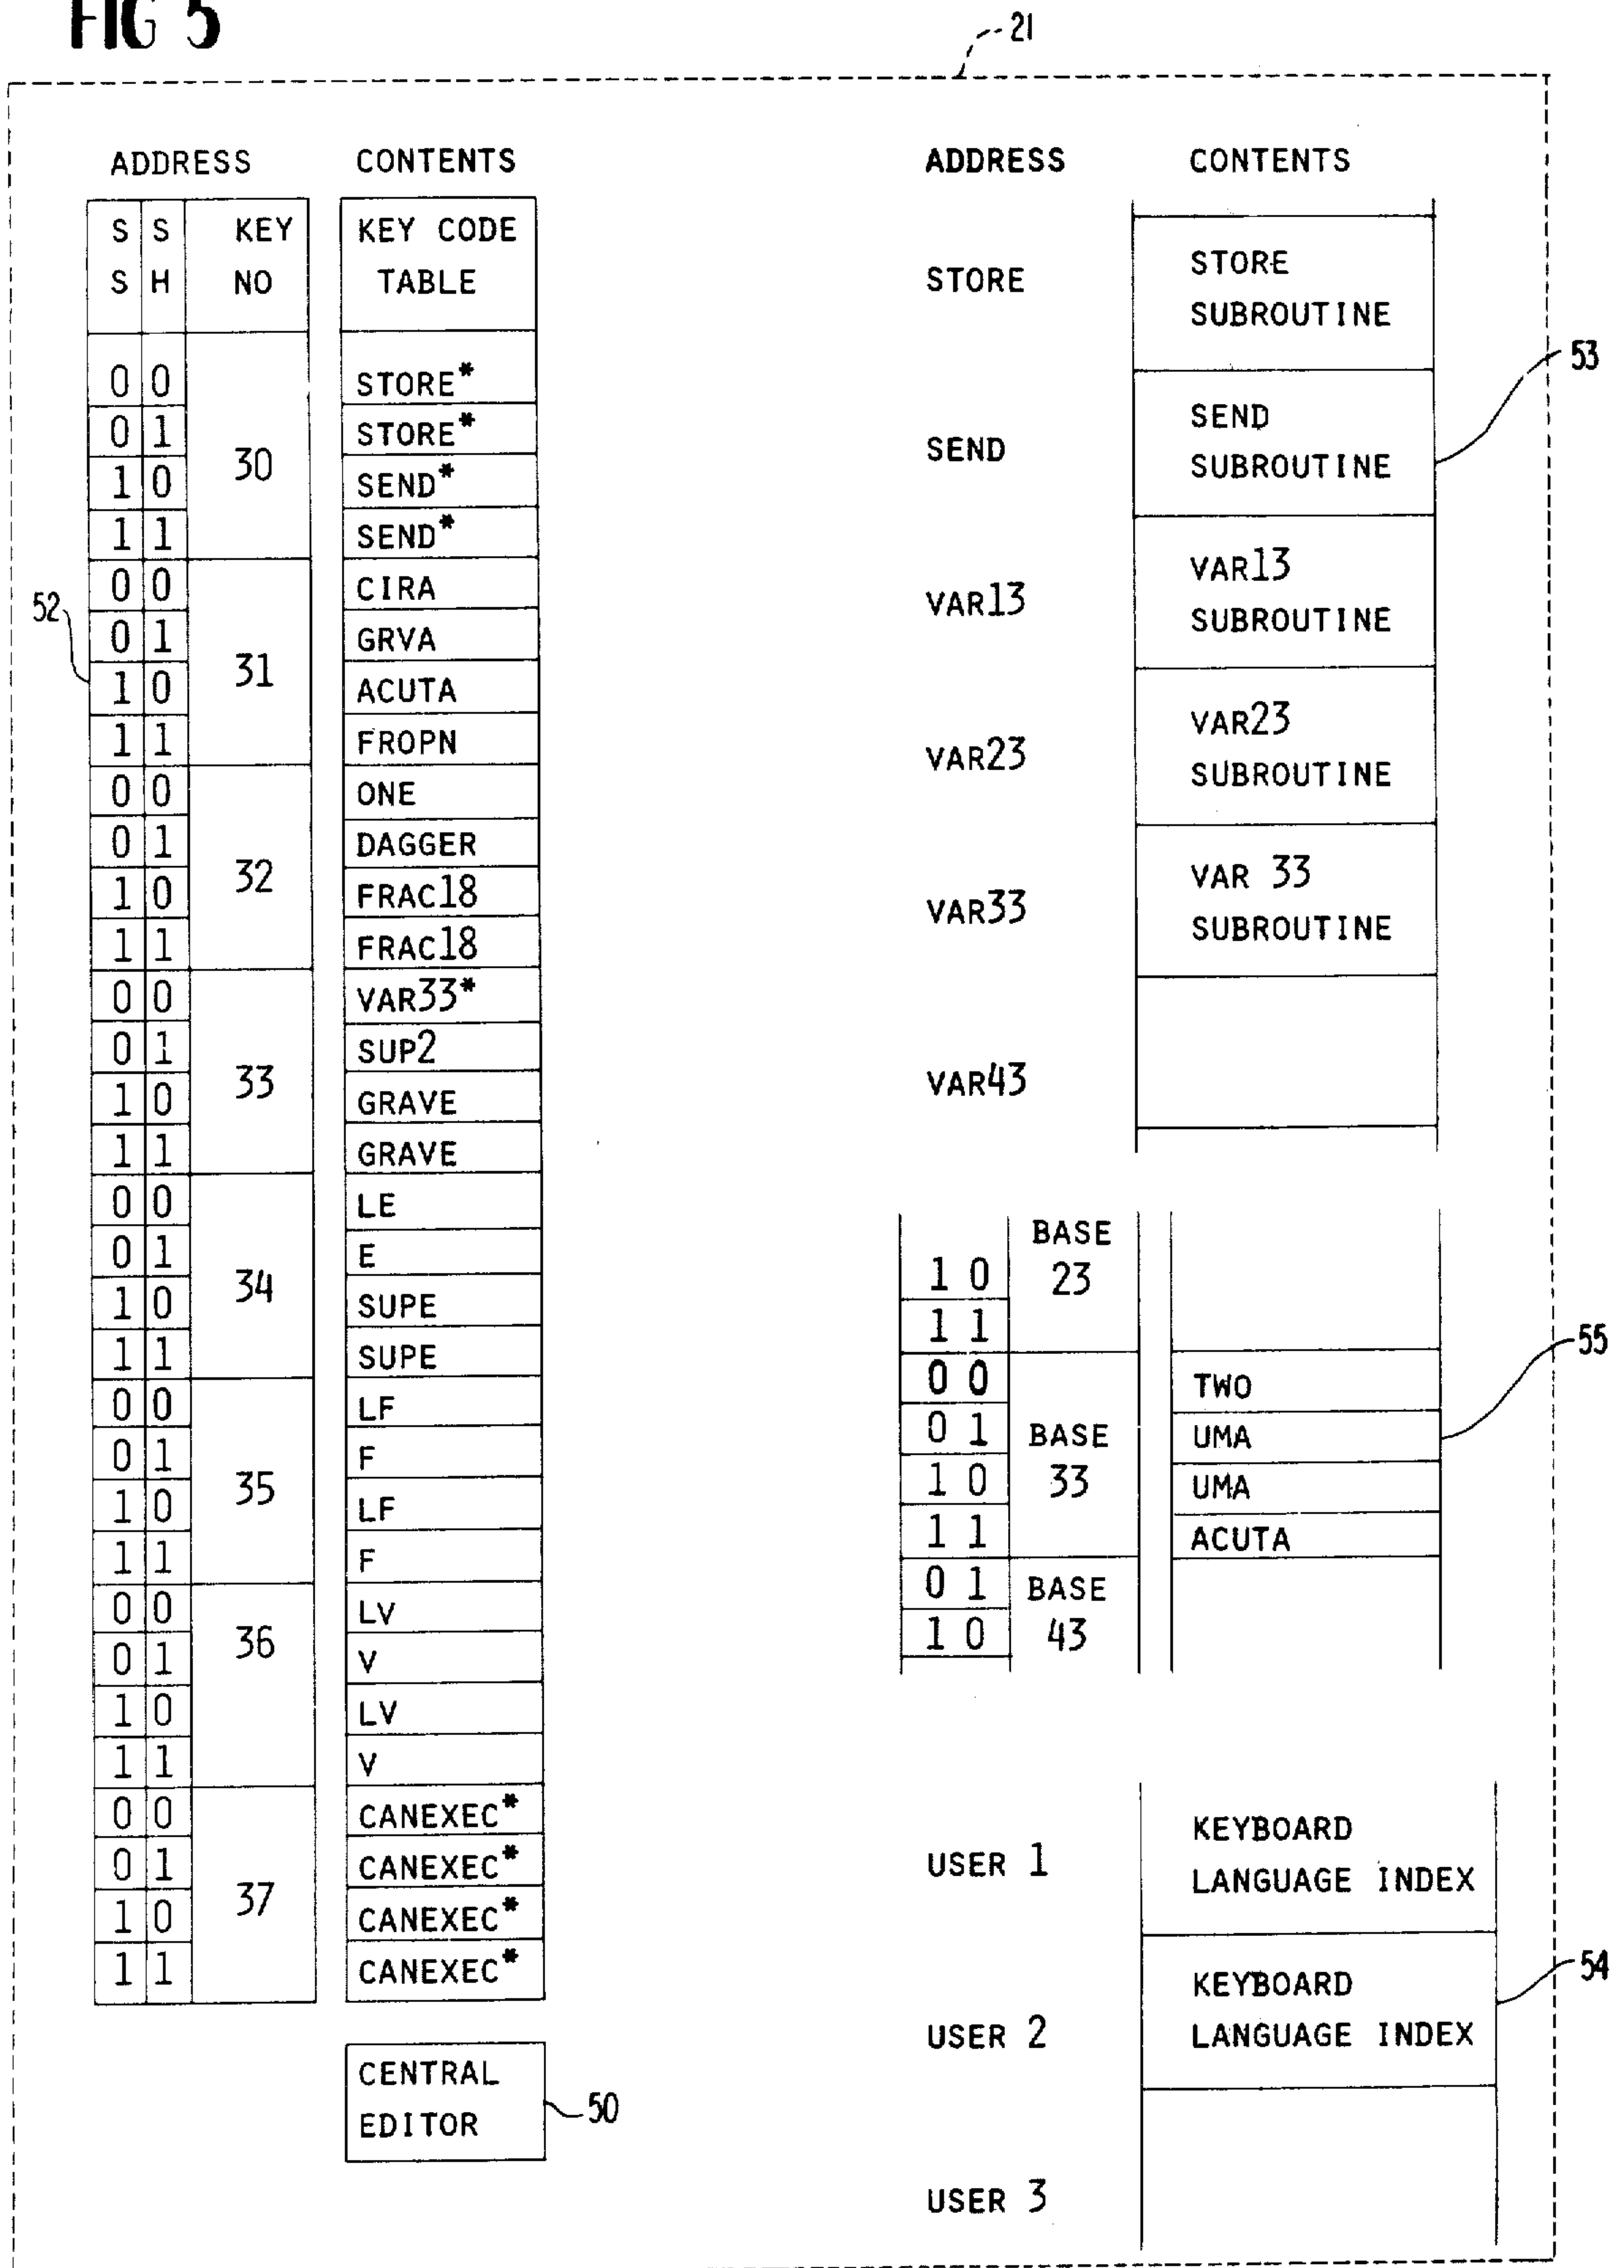 FIG 5
21
ADDRESS CONTENTS
S S KEY KEY CODE
S H NO TABLE
52
0 0 STORE*
0 1 STORE*
30
1 0 SEND*
1 1 SEND*
0 0 CIRA
0 1 GRVA
31
1 0 ACUTA
1 1 FROPN
0 0 ONE
0 1 DAGGER
32
1 0 FRAC18
1 1 FRAC18
0 0 VAR33*
0 1 SUP2
33
1 0 GRAVE
1 1 GRAVE
0 0 LE
0 1 E
34
1 0 SUPE
1 1 SUPE
0 0 LF
0 1 F
35
1 0 LF
1 1 F
0 0 LV
36
0 1 V
1 0 LV
1 1 V
0 0 CANEXEC*
0 1 CANEXEC*
37
1 0 CANEXEC*
1 1 CANEXEC*
CENTRAL
EDITOR
50
ADDRESS CONTENTS
STORE
STORE
SUBROUTINE
53
SEND
SEND
SUBROUTINE
VAR13
VAR13
SUBROUTINE
VAR23
VAR23
SUBROUTINE
VAR33
VAR 33
SUBROUTINE
VAR43
BASE
1 0 23
1 1
55
0 0 TWO
0 1 BASE UMA
1 0 33 UMA
1 1 ACUTA
0 1 BASE
1 0 43
USER 1
KEYBOARD
LANGUAGE INDEX
54
USER 2
KEYBOARD
LANGUAGE INDEX
USER 3